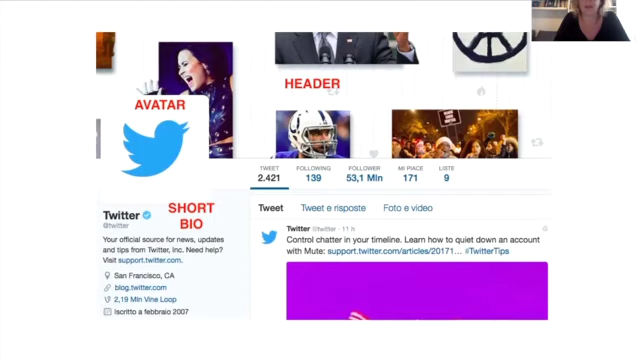 HEADER
AVATAR
TWEET FOLLOWING FOLLOWER MI PIACE LISTE
2.421 139 53,1 Mln 171 9
SHORT
BIO
Tweet Tweet e risposte Foto e video
Twitter
@twitter
Your official source for news, updates
and tips from Twitter, Inc. Need help?
Visit support.twitter.com.
San Francisco, CA
blog.twitter.com
2,19 Mln Vine Loop
Iscritto a febbraio 2007
Twitter @twitter · 11 h
Control chatter in your timeline. Learn how to quiet down an account
with Mute: support.twitter.com/articles/20171… #TwitterTips